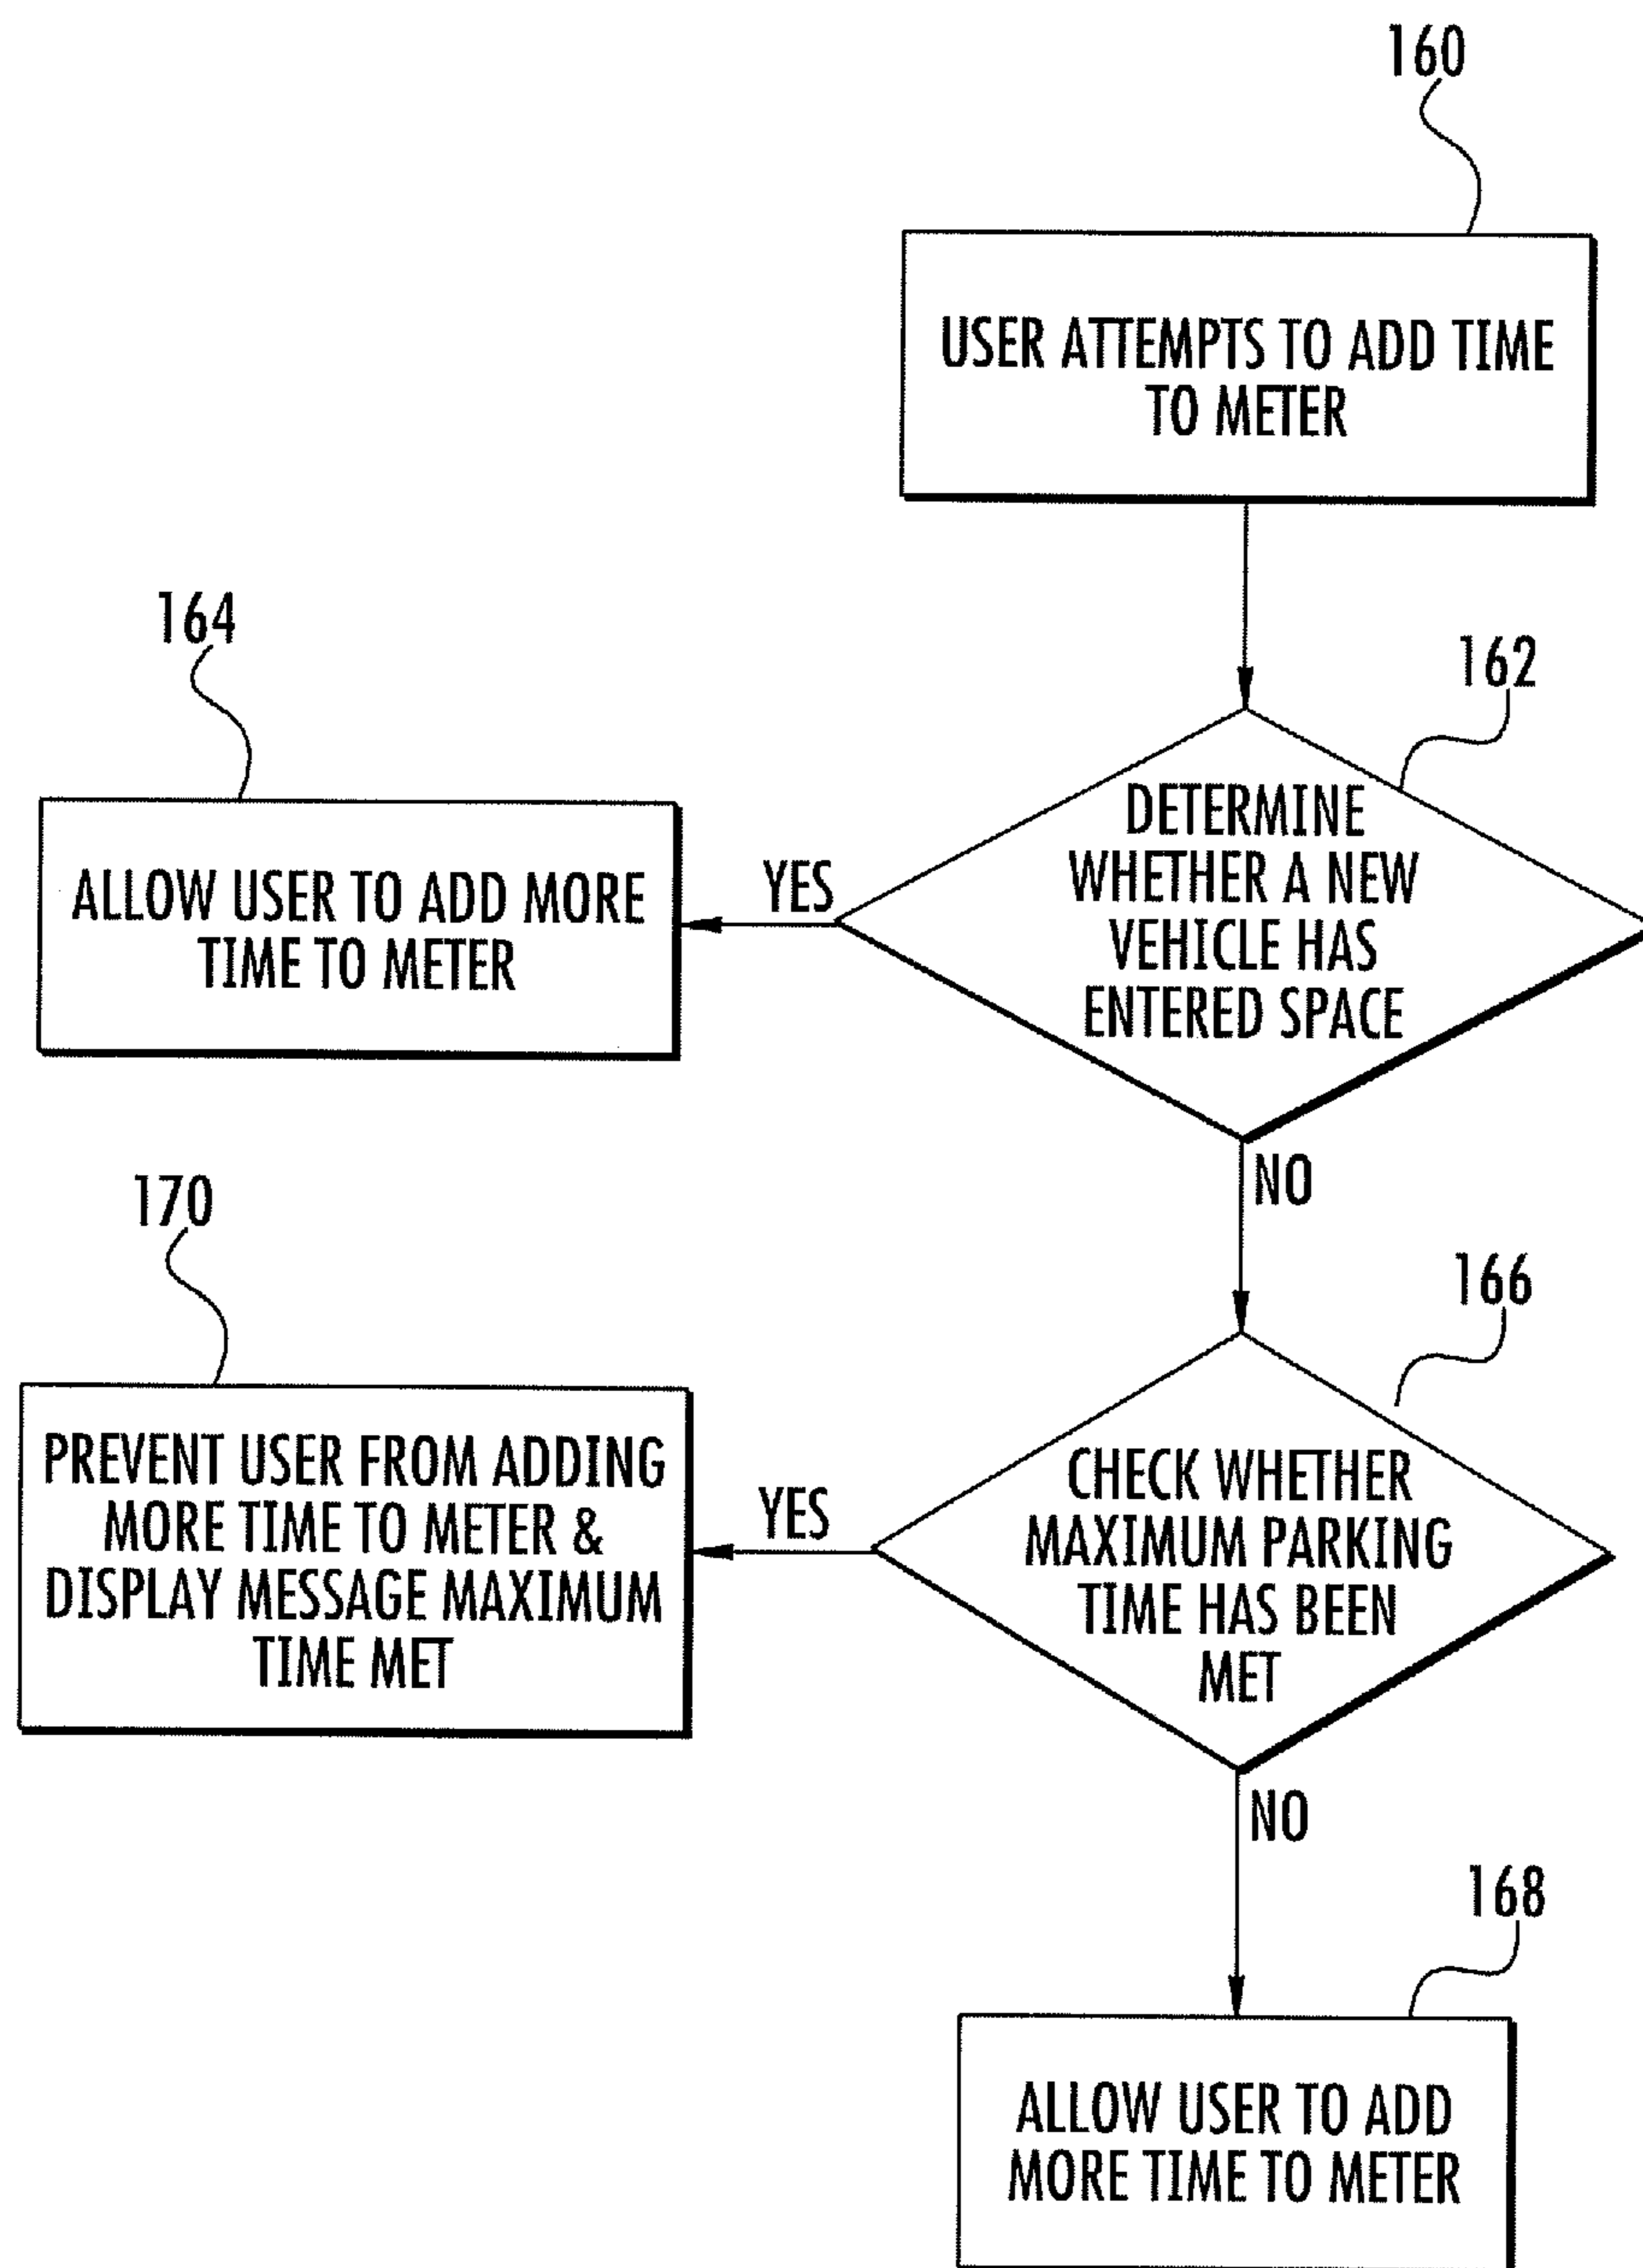 160
USER ATTEMPTS TO ADD TIME
TO METER
162
DETERMINE
WHETHER A NEW
VEHICLE HAS
ENTERED SPACE
YES
164
ALLOW USER TO ADD MORE
TIME TO METER
NO
166
CHECK WHETHER
MAXIMUM PARKING
TIME HAS BEEN
MET
YES
170
PREVENT USER FROM ADDING
MORE TIME TO METER &
DISPLAY MESSAGE MAXIMUM
TIME MET
NO
168
ALLOW USER TO ADD
MORE TIME TO METER